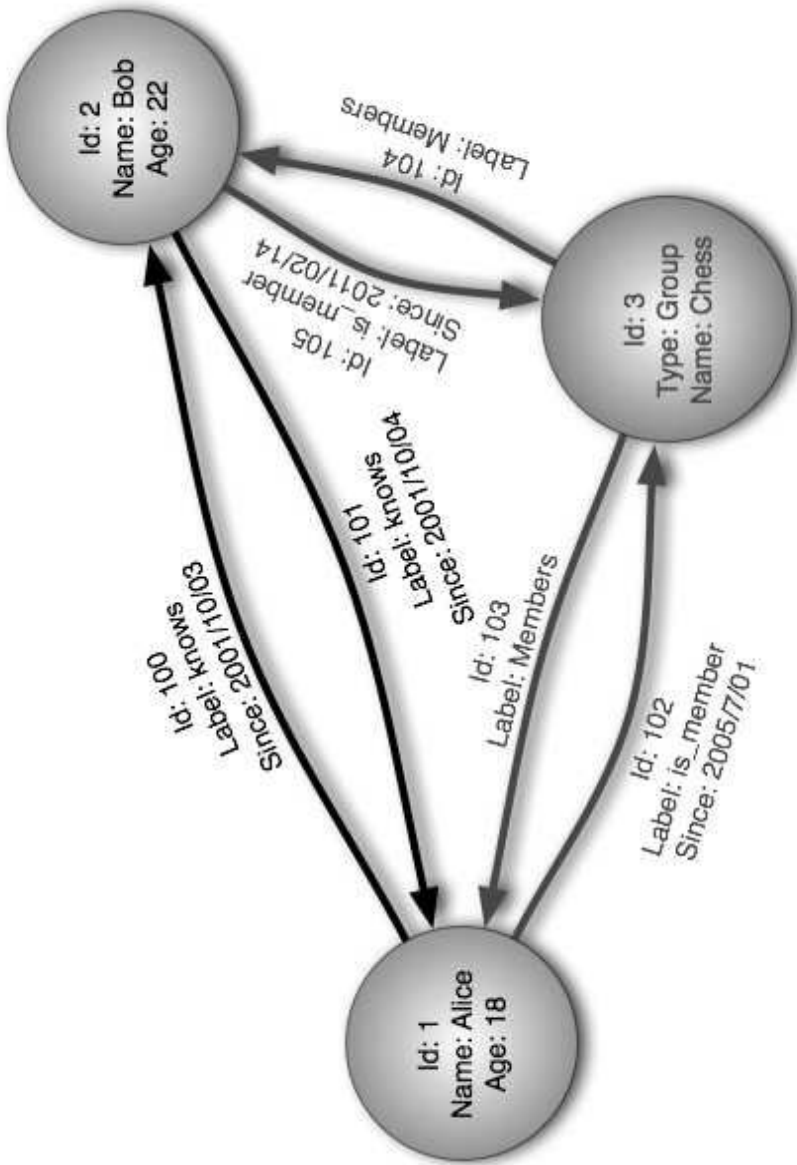 Id: 1
Name: Alice
Age: 18
Id: 100
Label: knows
Since: 2001/10/03
Id: 101
Label: knows
Since: 2001/10/04
Id: 2
Name: Bob
Age: 22
Id: 103
Label: Members
Id: 102
Label: is_member
Since: 2005/7/01
Id: 105
Label: is_member
Since: 2011/02/14
Id: 104
Label: Members
Id: 3
Type: Group
Name: Chess